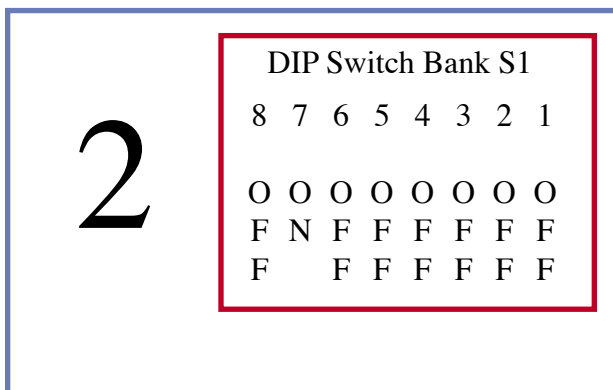 2
DIP Switch Bank S1
8 7 6 5 4 3 2 1
O O O O O O O O
F N F F F F F F
F F F F F F F